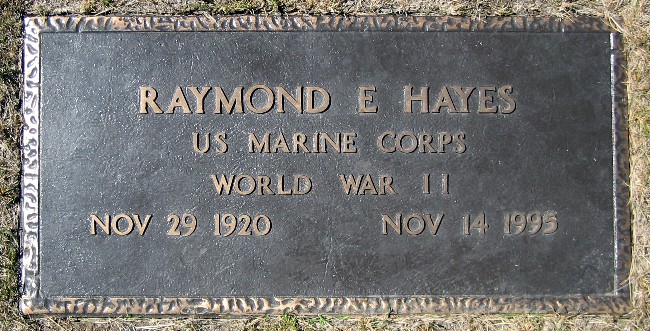 RAYMOND E HAYES
US MARINE CORPS
WORLD WAR II
NOV 29 1920 NOV 14 1995